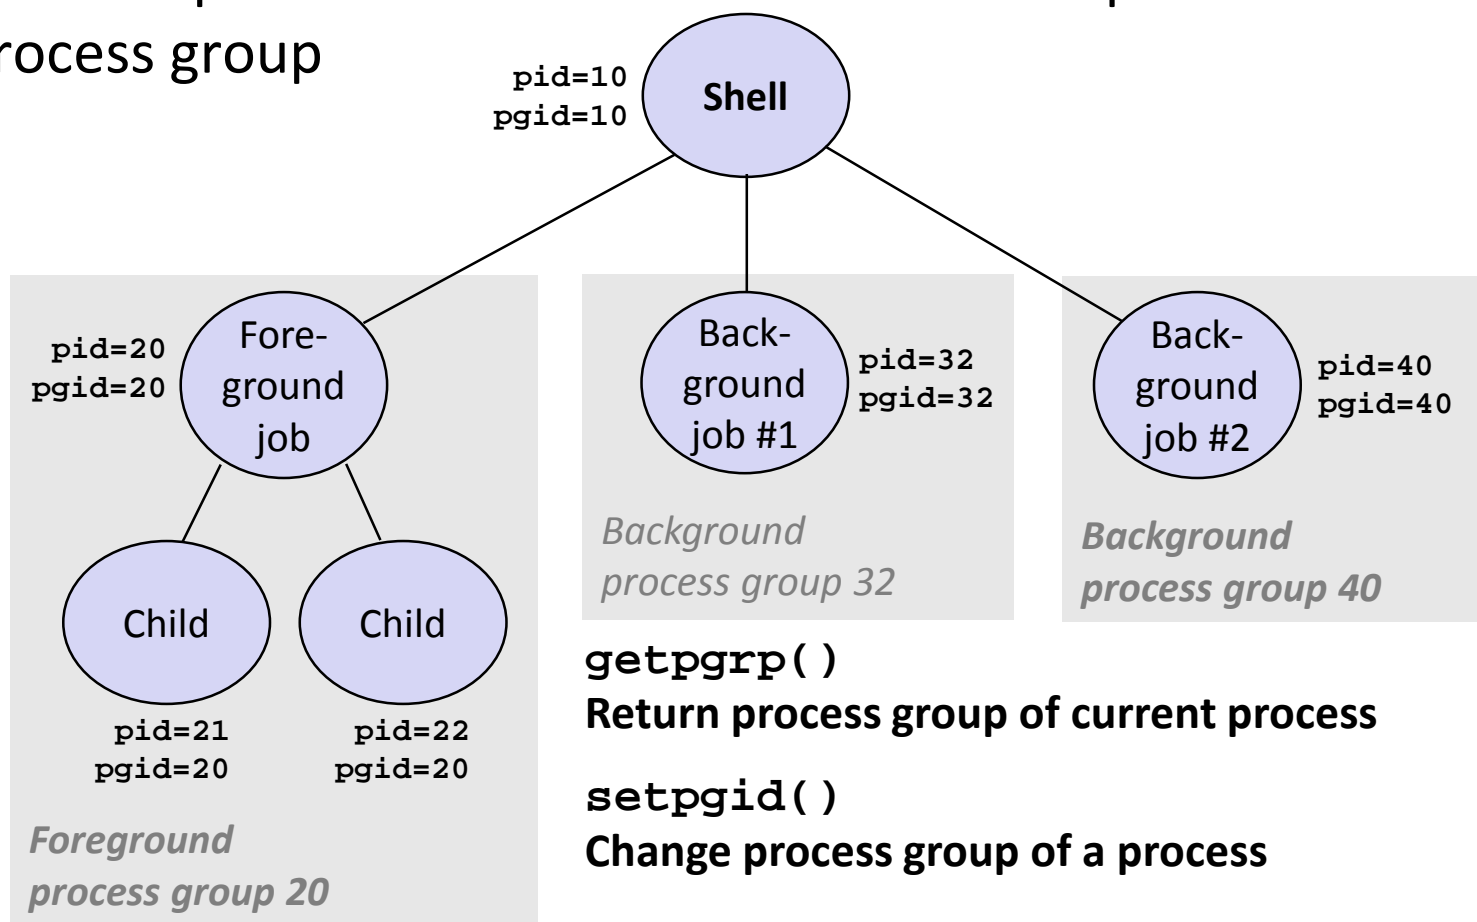 rocess group
pid=10
pgid=10
Shell
pid=20
pgid=20
Fore-
ground
job
Back-
ground
job #1
pid=32
pgid=32
Back-
ground
job #2
pid=40
pgid=40
Background
process group 32
Background
process group 40
Child
Child
pid=21
pgid=20
pid=22
pgid=20
Foreground
process group 20
getpgrp()
Return process group of current process
setpgid()
Change process group of a process